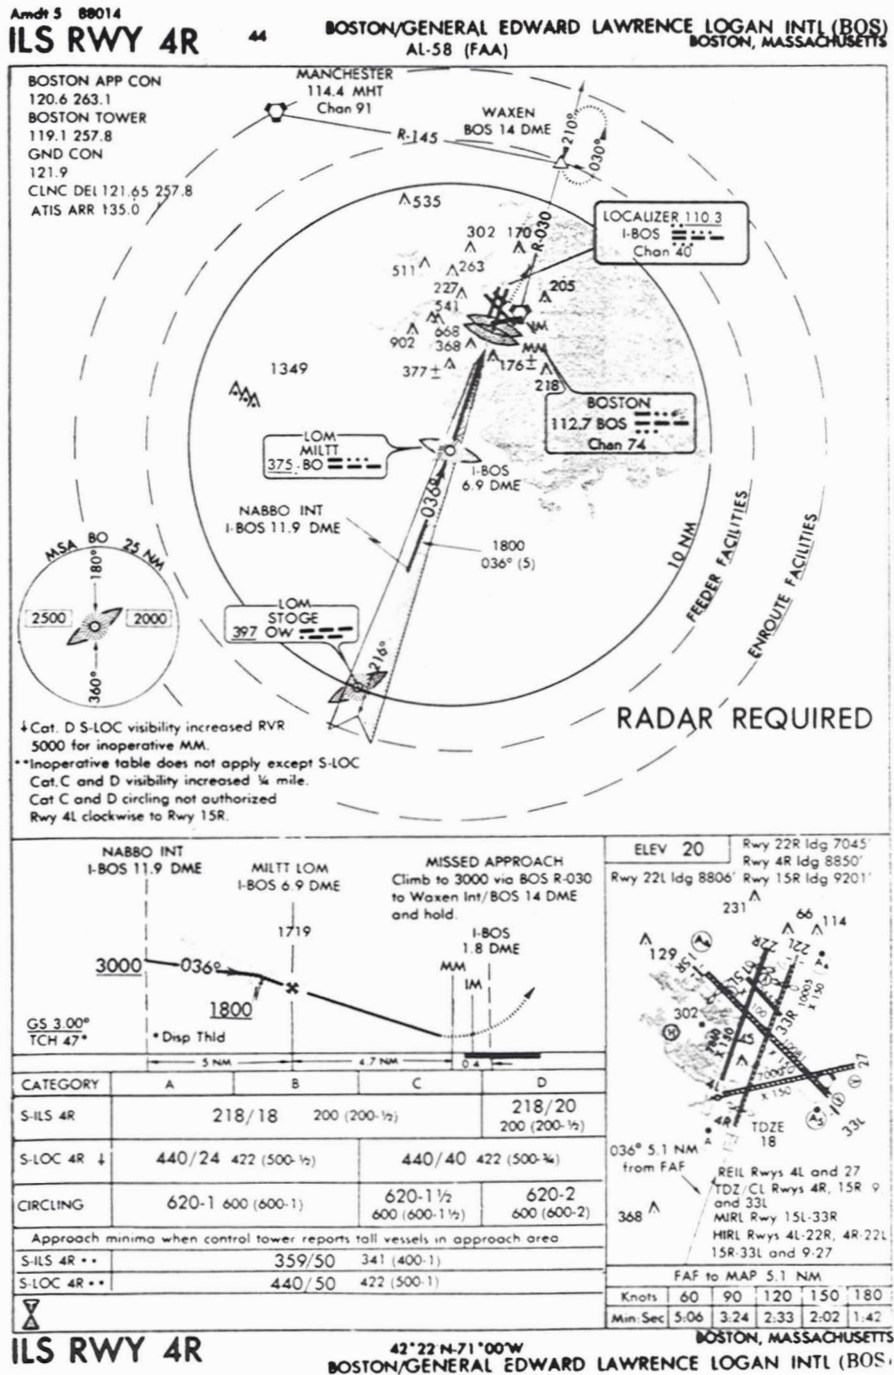 Amdt 5 88014
ILS RWY 4R
44
BOSTON/GENERAL EDWARD LAWRENCE LOGAN INTL (BOS)
AL-58 (FAA)
BOSTON, MASSACHUSETTS
BOSTON APP CON
120.6 263.1
BOSTON TOWER
119.1 257.8
GND CON
121.9
CLNC DEL 121.65 257.8
ATIS ARR 135.0
MANCHESTER
114.4 MHT
Chan 91
R-145
WAXEN
BOS 14 DME
210°
030°
R-030
LOCALIZER 110.3
I-BOS
Chan 40
535
302
170
511
263
227
205
541
668
902
368
IM
MM
377±
176±
218
1349
BOSTON
112.7 BOS
Chan 74
LOM
MILTT
375 BO
I-BOS
6.9 DME
036°
NABBO INT
I-BOS 11.9 DME
1800
036° (5)
10 NM
FEEDER FACILITIES
ENROUTE FACILITIES
MSA BO 25 NM
180°
2500
2000
360°
LOM
STOGE
397 OW
216°
RADAR REQUIRED
↓Cat. D S-LOC visibility increased RVR
5000 for inoperative MM.
**Inoperative table does not apply except S-LOC
Cat.C and D visibility increased ¼ mile.
Cat C and D circling not authorized
Rwy 4L clockwise to Rwy 15R.
NABBO INT
I-BOS 11.9 DME
MILTT LOM
I-BOS 6.9 DME
1719
MISSED APPROACH
Climb to 3000 via BOS R-030
to Waxen Int/BOS 14 DME
and hold.
I-BOS
1.8 DME
MM
IM
3000
036°
1800
GS 3.00°
TCH 47*
* Disp Thld
5 NM
4.7 NM
0.4
ELEV 20
Rwy 22R ldg 7045'
Rwy 4R ldg 8850'
Rwy 22L ldg 8806' Rwy 15R ldg 9201'
231
66
114
129
302
15R
22R
22L
15L
33R
10005 X 150
7860 X 150
45
7000 X 150
27
4L
4R
33L
TDZE
18
036° 5.1 NM
from FAF
368
REIL Rwys 4L and 27
TDZ/CL Rwys 4R, 15R 9
and 33L
MIRL Rwy 15L-33R
HIRL Rwys 4L-22R, 4R-22L
15R-33L and 9-27
FAF to MAP 5.1 NM
Knots 60 90 120 150 180
Min:Sec 5:06 3:24 2:33 2:02 1:42
CATEGORY A B C D
S-ILS 4R 218/18 200 (200-½) 218/20 200 (200-½)
S-LOC 4R ↓ 440/24 422 (500-½) 440/40 422 (500-¾)
CIRCLING 620-1 600 (600-1) 620-1½ 600 (600-1½) 620-2 600 (600-2)
Approach minima when control tower reports tall vessels in approach area
S-ILS 4R ** 359/50 341 (400-1)
S-LOC 4R ** 440/50 422 (500-1)
ILS RWY 4R
42°22'N-71°00'W
BOSTON, MASSACHUSETTS
BOSTON/GENERAL EDWARD LAWRENCE LOGAN INTL (BOS)